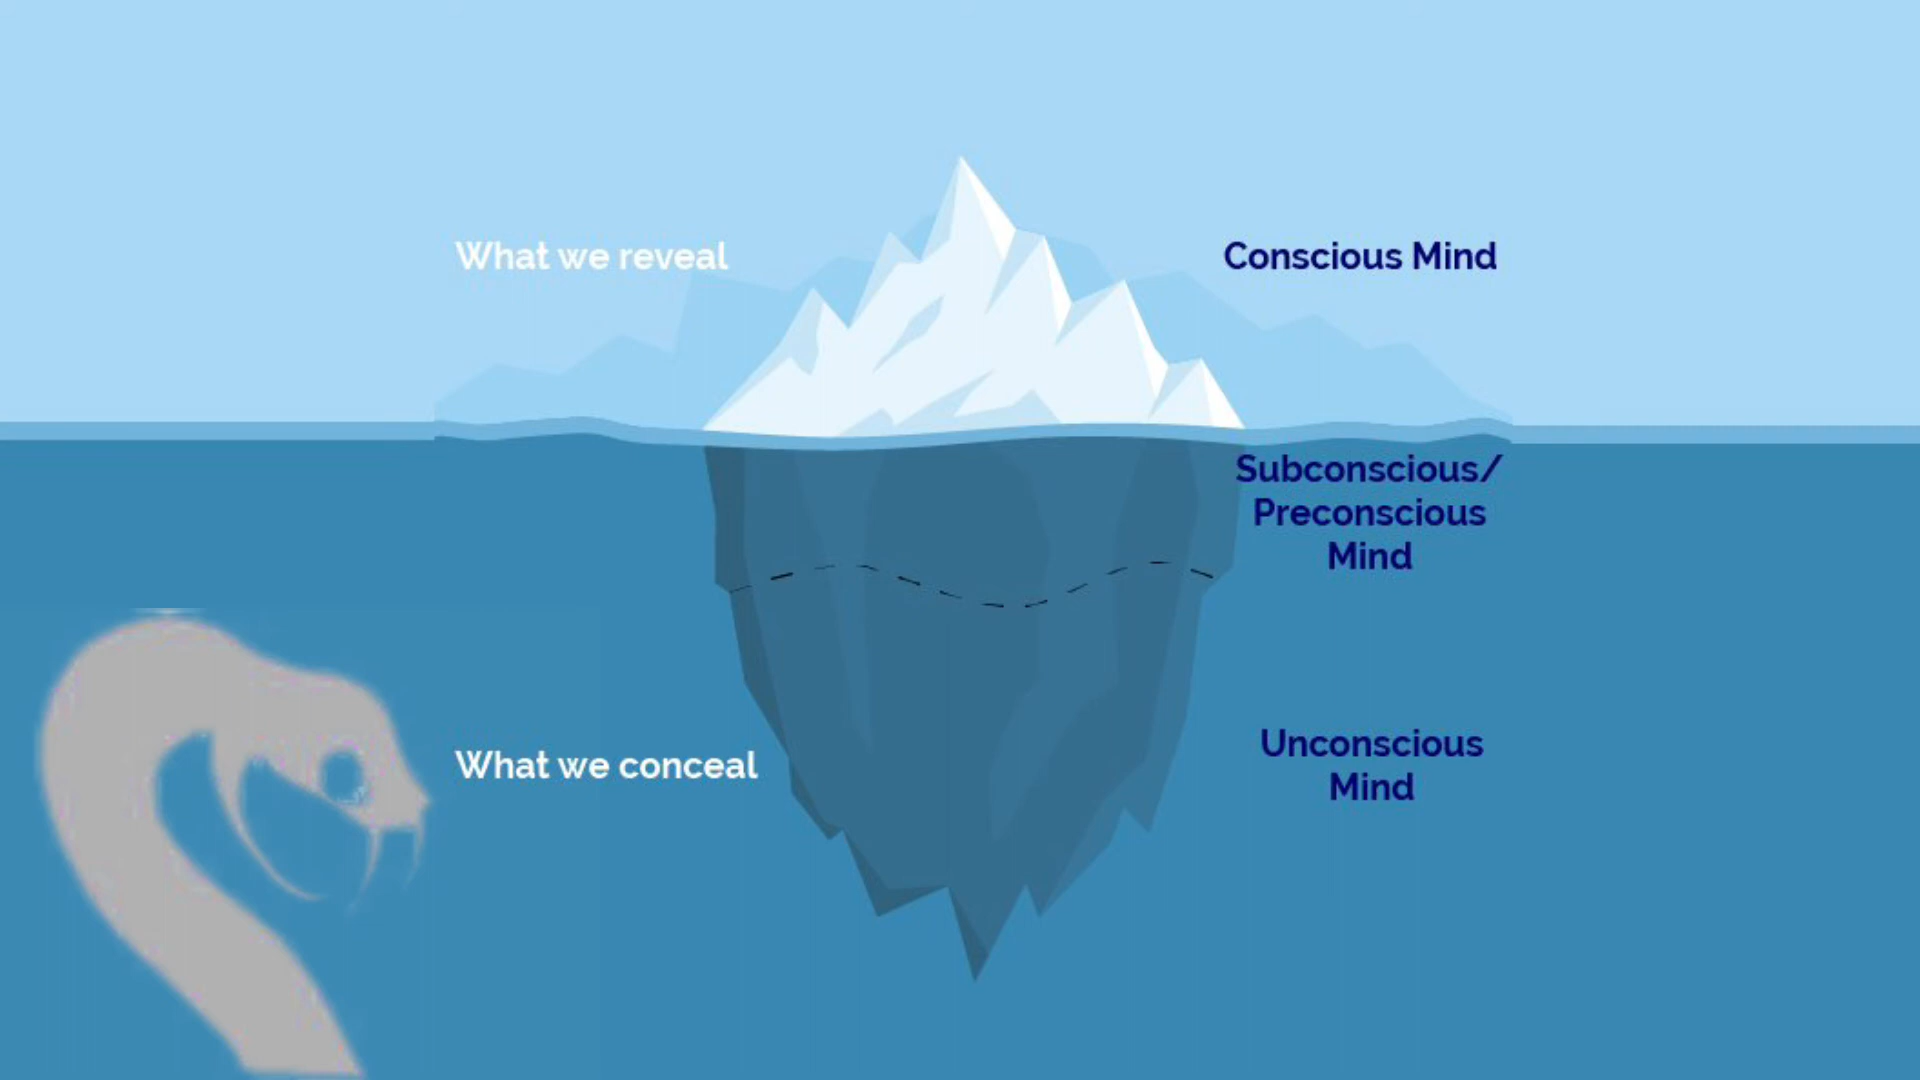 What we reveal
Conscious Mind
Subconscious/
Preconscious
Mind
What we conceal
Unconscious
Mind